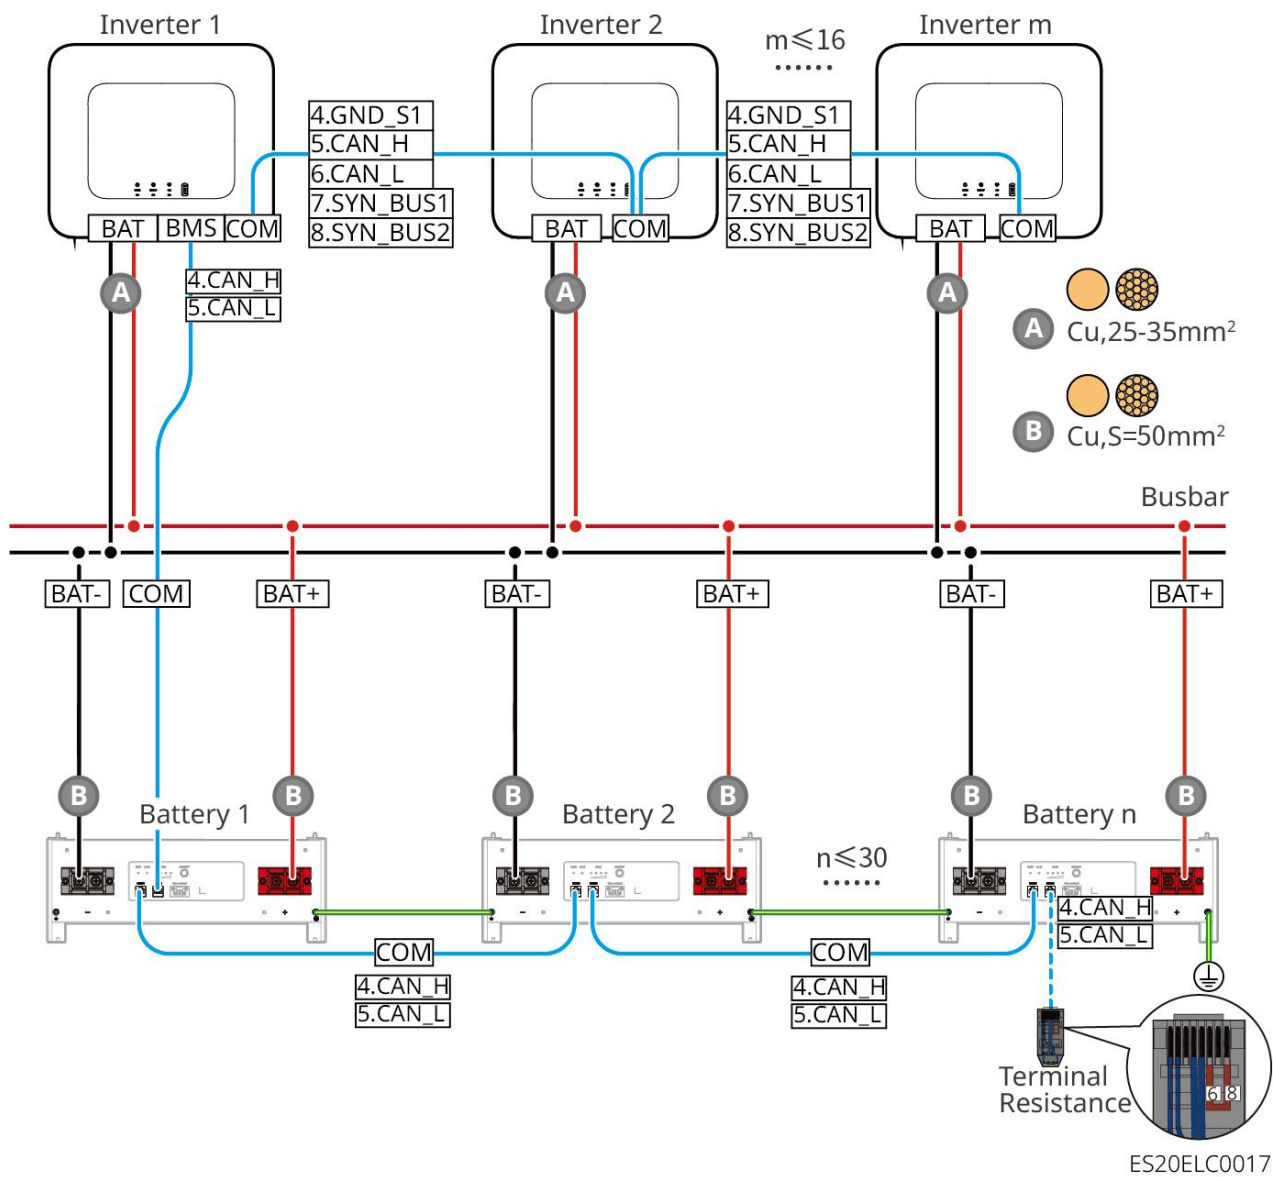 Inverter 1
Inverter 2
Inverter m
m≤16
......
4.GND_S1
5.CAN_H
6.CAN_L
7.SYN_BUS1
8.SYN_BUS2
4.GND_S1
5.CAN_H
6.CAN_L
7.SYN_BUS1
8.SYN_BUS2
BAT
BMS
COM
BAT
COM
BAT
COM
4.CAN_H
5.CAN_L
A
A
A
A
Cu,25-35mm²
B
Cu,S=50mm²
Busbar
BAT-
COM
BAT+
BAT-
BAT+
BAT-
BAT+
B
B
B
B
B
B
Battery 1
Battery 2
Battery n
n≤30
......
- +
- +
- +
4.CAN_H
5.CAN_L
COM
4.CAN_H
5.CAN_L
COM
4.CAN_H
5.CAN_L
Terminal
Resistance
6 8
ES20ELC0017